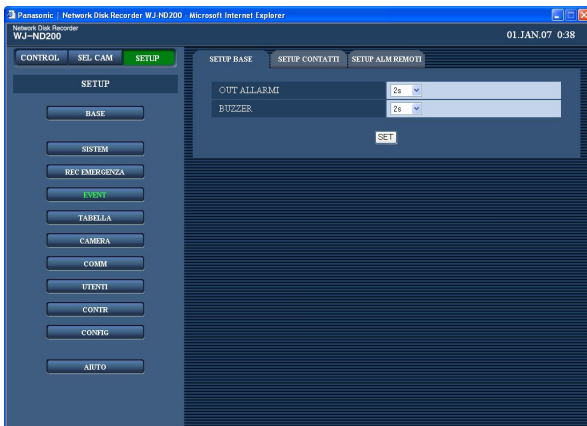 Panasonic | Network Disk Recorder WJ-ND200 - Microsoft Internet Explorer
Network Disk Recorder
WJ-ND200
01.JAN.07 0:38
CONTROL SEL CAM SETUP
SETUP
BASE
SISTEM
REC EMERGENZA
EVENT
TABELLA
CAMERA
COMM
UTENTI
CONTR
CONFIG
AIUTO
SETUP BASE SETUP CONTATTI SETUP ALM REMOTI
OUT ALLARMI 2s
BUZZER 2s
SET